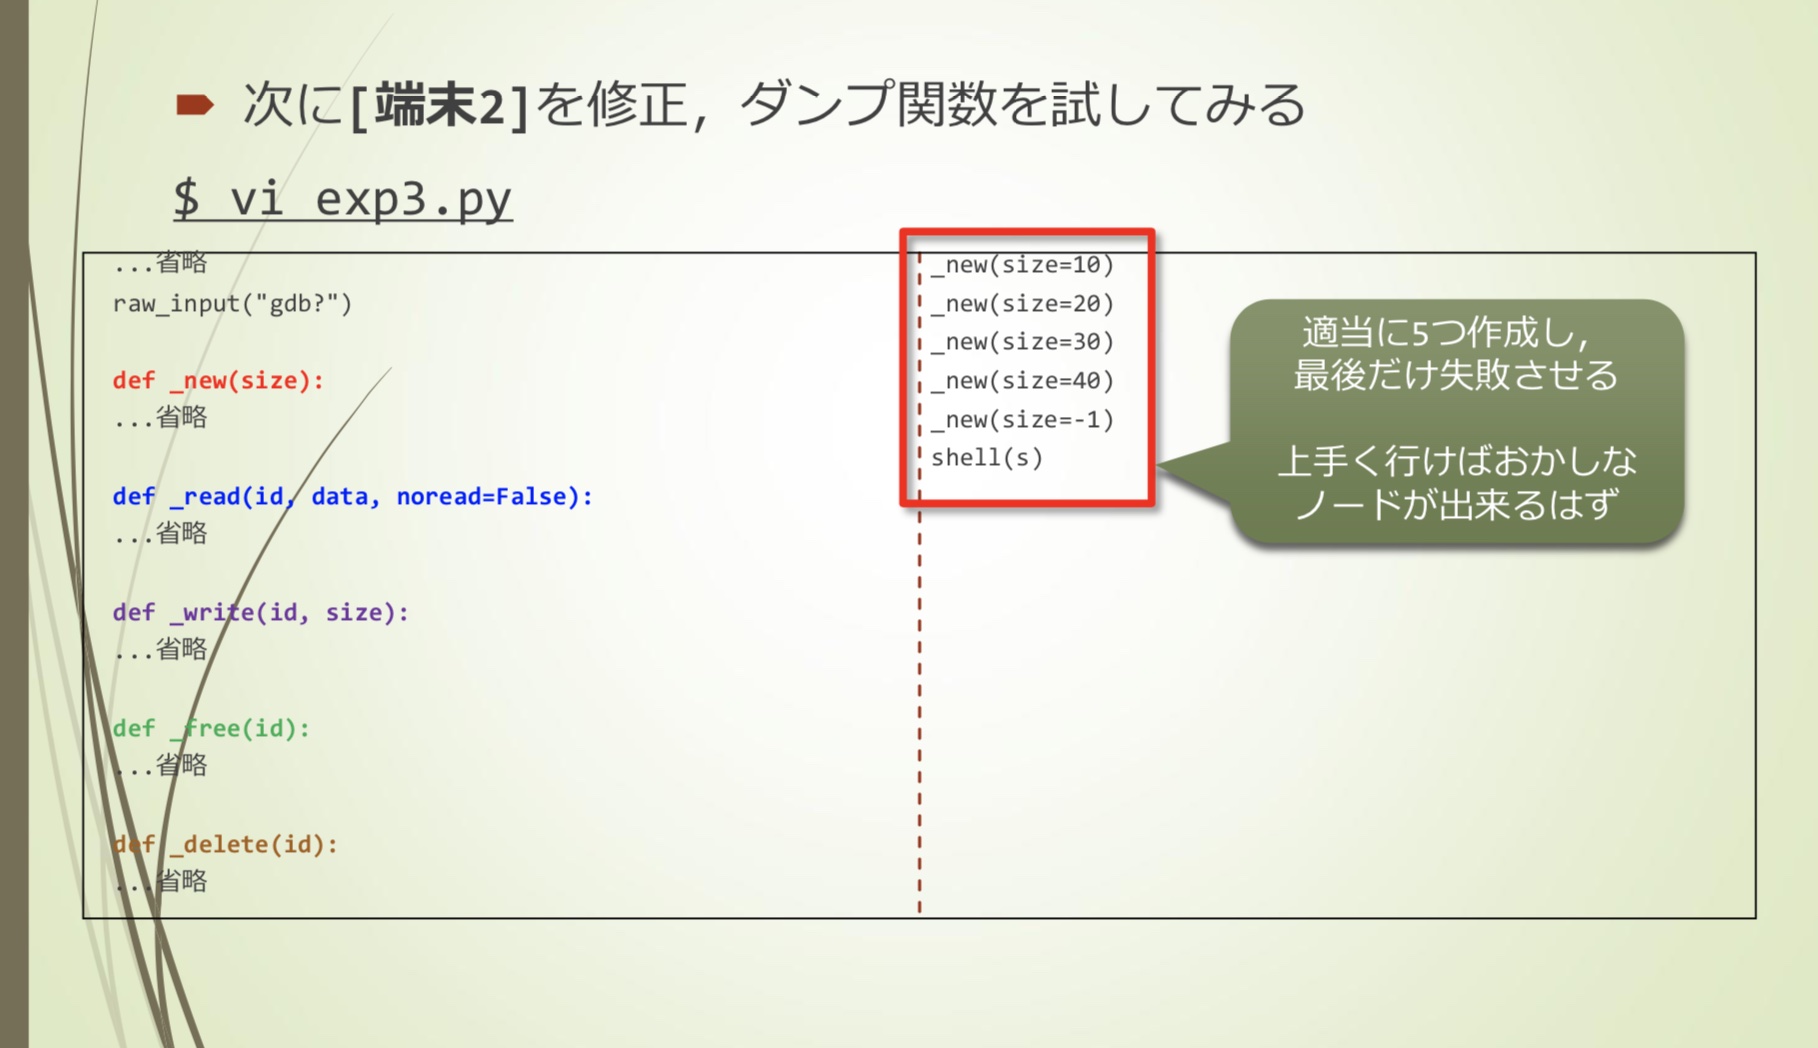 次に[端末2]を修正，ダンプ関数を試してみる
$ vi exp3.py
...省略
raw_input("gdb?")
def _new(size):
...省略
def _read(id, data, noread=False):
...省略
def _write(id, size):
...省略
def _free(id):
...省略
def _delete(id):
...省略
_new(size=10)
_new(size=20)
_new(size=30)
_new(size=40)
_new(size=-1)
shell(s)
適当に5つ作成し，
最後だけ失敗させる
上手く行けばおかしな
ノードが出来るはず